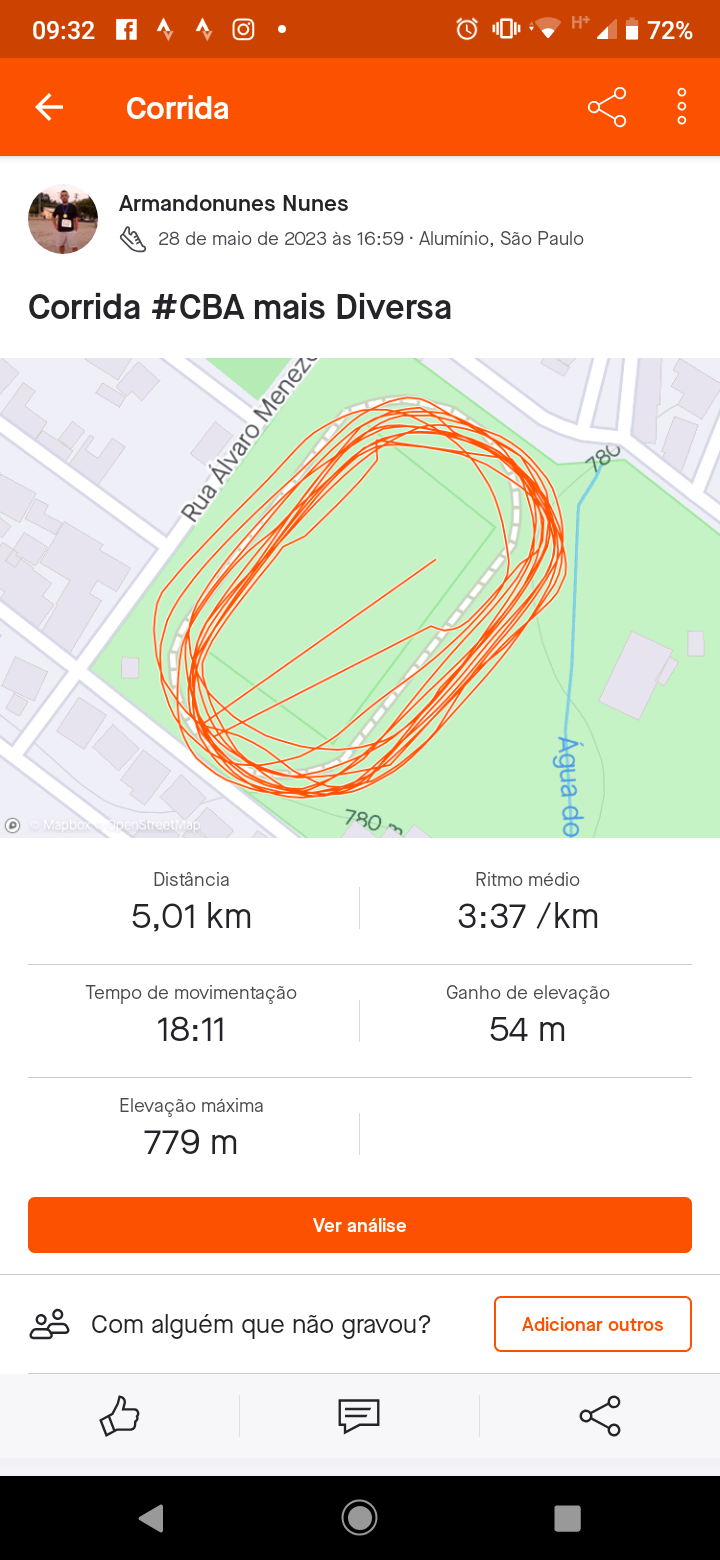 09:32
H+
72%
Corrida
Armandonunes Nunes
28 de maio de 2023 às 16:59 · Alumínio, São Paulo
Corrida #CBA mais Diversa
Rua Álvaro Menezes
780
Água do
780 m
© Mapbox © OpenStreetMap
Distância
Ritmo médio
5,01 km
3:37 /km
Tempo de movimentação
Ganho de elevação
18:11
54 m
Elevação máxima
779 m
Ver análise
Com alguém que não gravou?
Adicionar outros